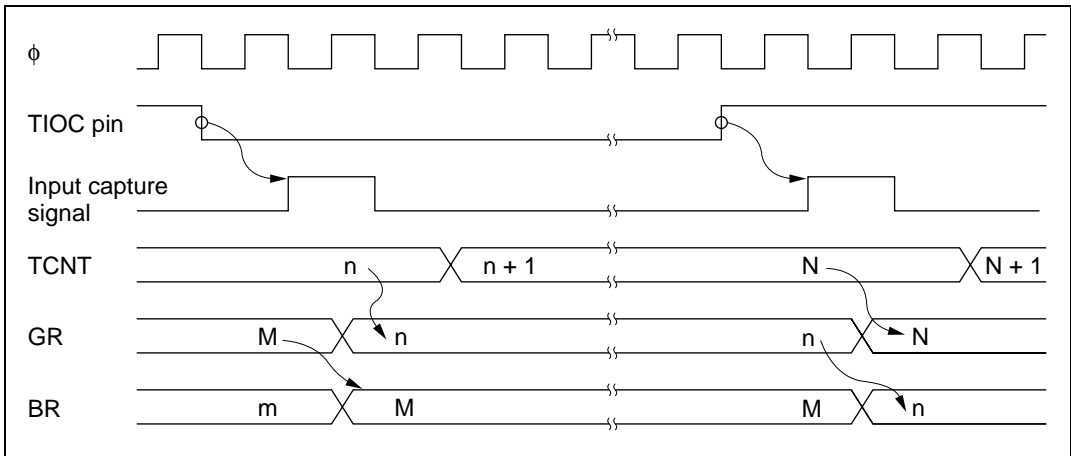 ϕ
TIOC pin
Input capture
signal
TCNT n n + 1 N N + 1
GR M n n N
BR m M M n